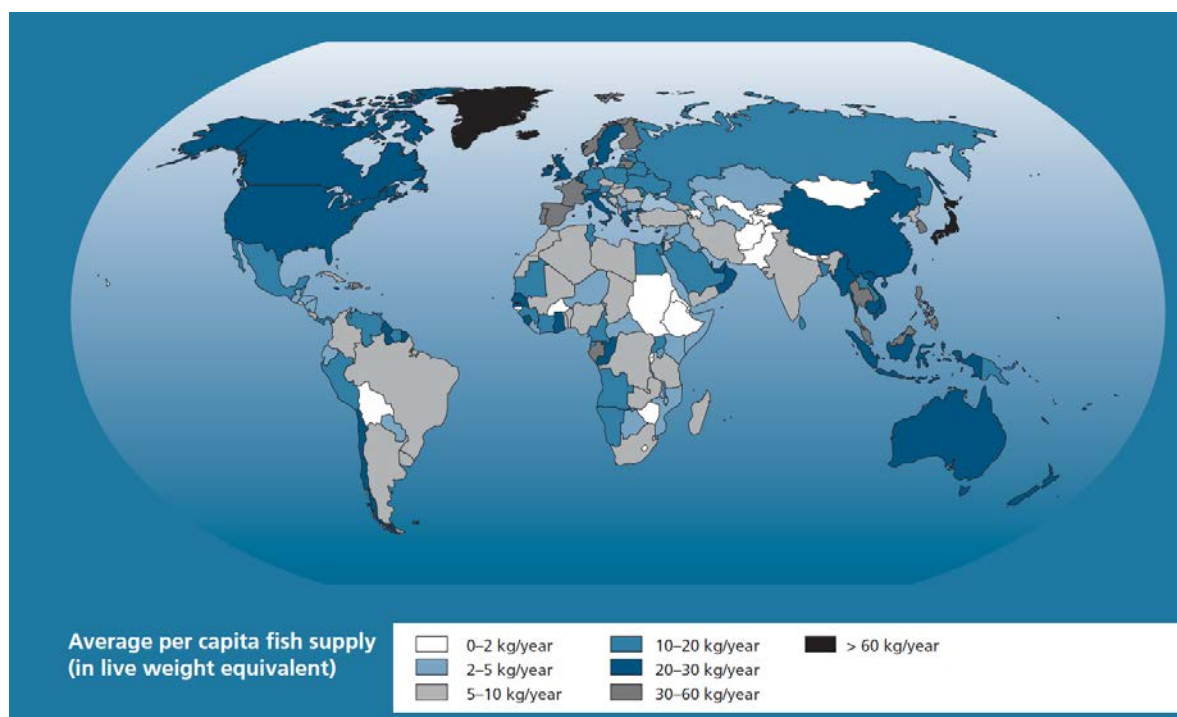 Average per capita fish supply
(in live weight equivalent)
0–2 kg/year
2–5 kg/year
5–10 kg/year
10–20 kg/year
20–30 kg/year
30–60 kg/year
> 60 kg/year